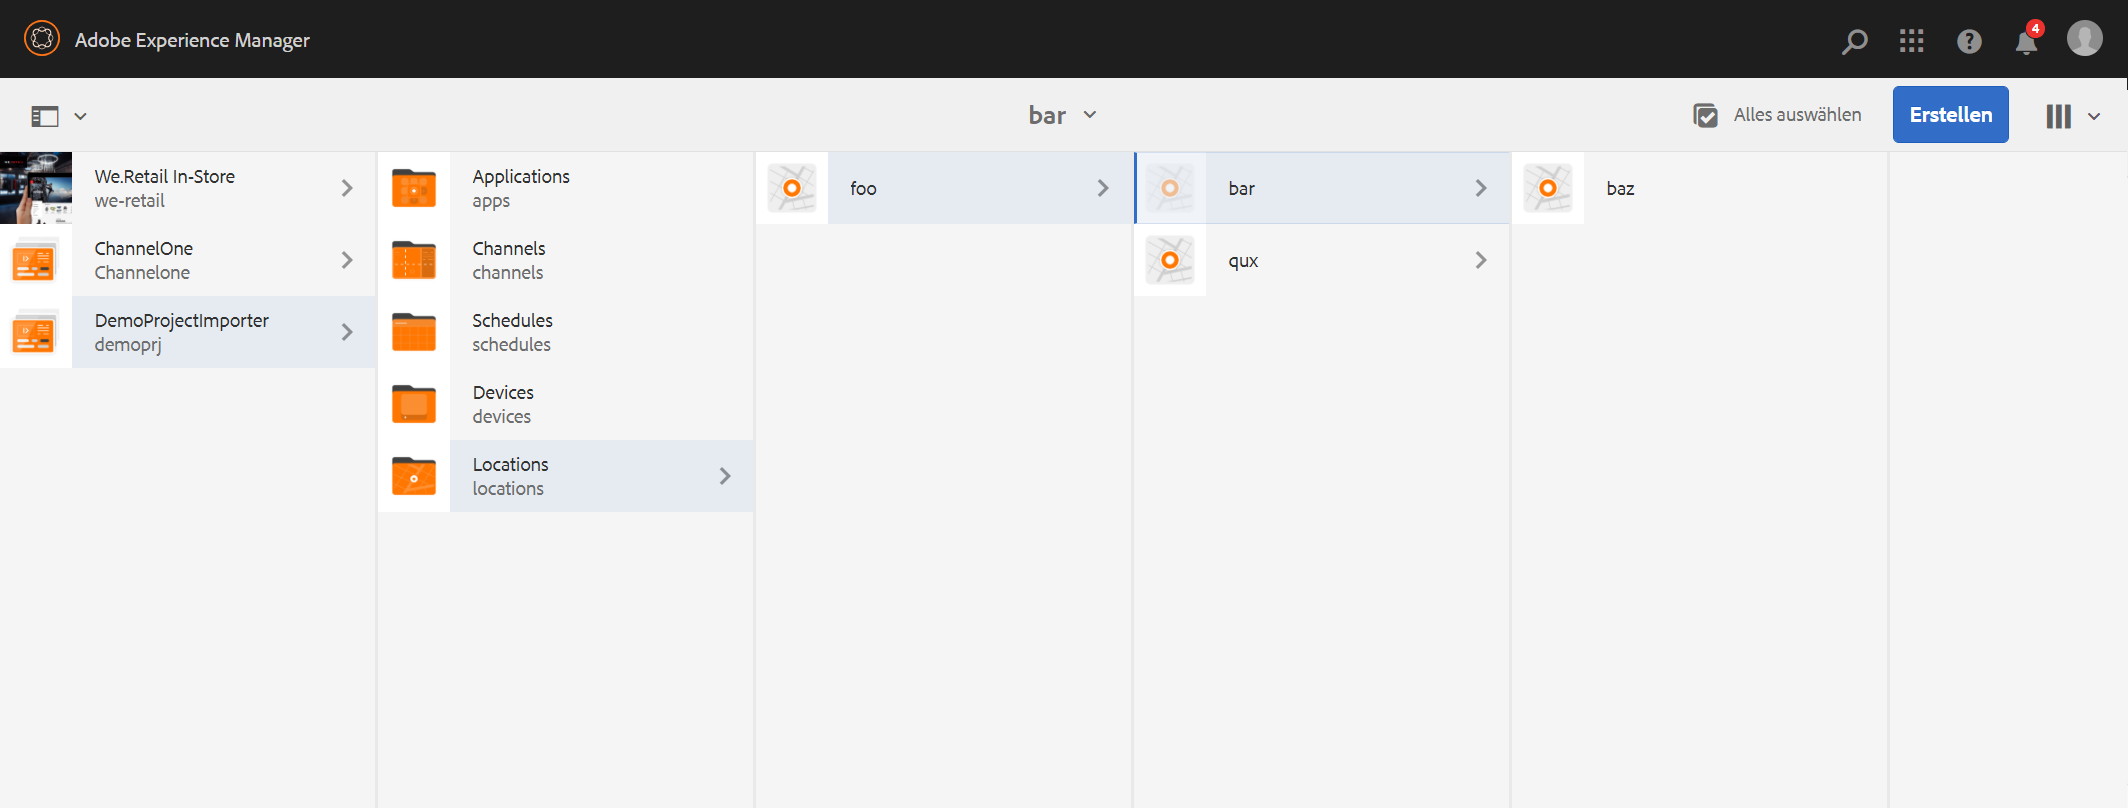 Adobe Experience Manager
4
bar
Alles auswählen
Erstellen
We.Retail In-Store
we-retail
ChannelOne
Channelone
DemoProjectImporter
demoprj
Applications
apps
Channels
channels
Schedules
schedules
Devices
devices
Locations
locations
foo
bar
qux
baz